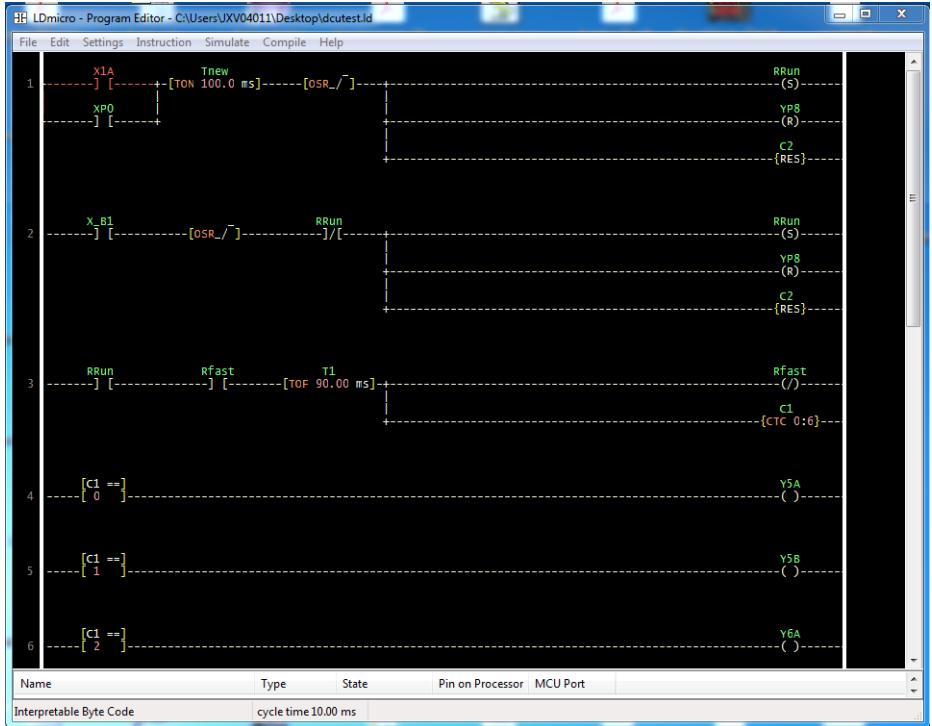 LDmicro - Program Editor - C:\Users\JXV04011\Desktop\dcutest.ld
File Edit Settings Instruction Simulate Compile Help
X1A Tnew RRun
1 -------] [------+-[TON 100.0 ms]------[OSR_/‾]---+-------(S)-----
XPO YP8
-------] [------+ +-------(R)-----
C2
+-------{RES}----
X_B1 RRun RRun
2 -------] [----------[OSR_/‾]-----------]/[------+-------(S)-----
YP8
+-------(R)-----
C2
+-------{RES}----
RRun Rfast T1 Rfast
3 -------] [--------------] [-------[TOF 90.00 ms]-+-------(/)-----
C1
+-------{CTC 0:6}---
[C1 ==] Y5A
4 -----[ 0 ]-------( )-----
[C1 ==] Y5B
5 -----[ 1 ]-------( )-----
[C1 ==] Y6A
6 -----[ 2 ]-------( )-----
Name Type State Pin on Processor MCU Port
Interpretable Byte Code cycle time 10.00 ms